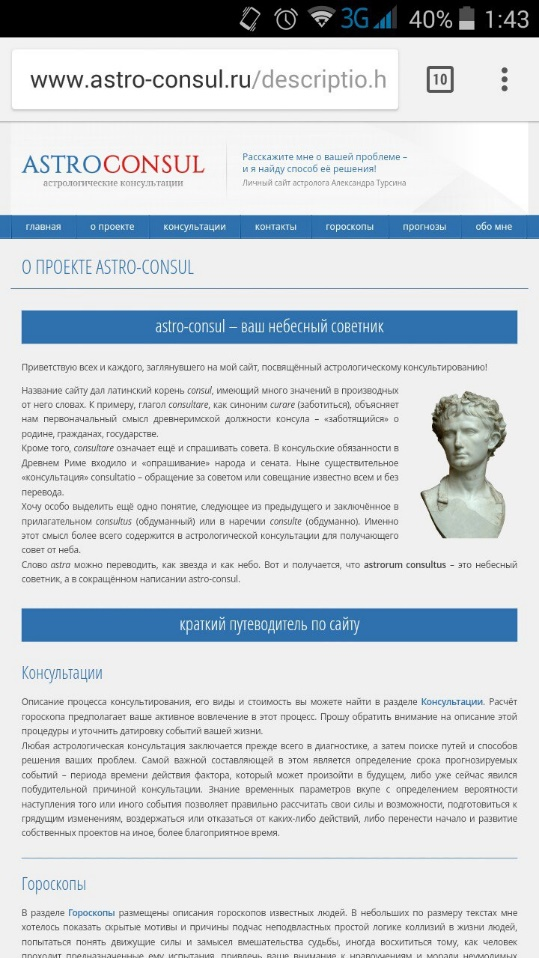 3G 40% 1:43
www.astro-consul.ru/descriptio.h 10
ASTROCONSUL
астрологические консультации
Расскажите мне о вашей проблеме –
и я найду способ её решения!
Личный сайт астролога Александра Турсина
главная о проекте консультации контакты гороскопы прогнозы обо мне
О ПРОЕКТЕ ASTRO-CONSUL
astro-consul – ваш небесный советник
Приветствую всех и каждого, заглянувшего на мой сайт, посвящённый астрологическому консультированию!
Название сайту дал латинский корень consul, имеющий много значений в производных
от него словах. К примеру, глагол consultare, как синоним curare (заботиться), объясняет
нам первоначальный смысл древнеримской должности консула – «заботящийся» о
родине, гражданах, государстве.
Кроме того, consultare означает ещё и спрашивать совета. В консульские обязанности в
Древнем Риме входило и «опрашивание» народа и сената. Ныне существительное
«консультация» consultatio – обращение за советом или совещание известно всем и без
перевода.
Хочу особо выделить ещё одно понятие, следующее из предыдущего и заключённое в
прилагательном consultus (обдуманный) или в наречии consulte (обдуманно). Именно
этот смысл более всего содержится в астрологической консультации для получающего
совет от неба.
Слово astra можно переводить, как звезда и как небо. Вот и получается, что astrorum consultus – это небесный
советник, а в сокращённом написании astro-consul.
краткий путеводитель по сайту
Консультации
Описание процесса консультирования, его виды и стоимость вы можете найти в разделе Консультации. Расчёт
гороскопа предполагает ваше активное вовлечение в этот процесс. Прошу обратить внимание на описание этой
процедуры и уточнить датировку событий вашей жизни.
Любая астрологическая консультация заключается прежде всего в диагностике, а затем поиске путей и способов
решения ваших проблем. Самой важной составляющей в этом является определение срока прогнозируемых
событий – периода времени действия фактора, который может произойти в будущем, либо уже сейчас явился
побудительной причиной консультации. Знание временных параметров вкупе с определением вероятности
наступления того или иного события позволяет правильно рассчитать свои силы и возможности, подготовиться к
грядущим изменениям, воздержаться или отказаться от каких-либо действий, либо перенести начало и развитие
собственных проектов на иное, более благоприятное время.
Гороскопы
В разделе Гороскопы размещены описания гороскопов известных людей. В небольших по размеру текстах мне
хотелось показать скрытые мотивы и причины подчас неподвластных простой логике коллизий в жизни людей,
попытаться понять движущие силы и замысел вмешательства судьбы, иногда восхититься тому, как человек
проходит предназначенные ему испытания, привлечь ваше внимание к нравоучениям и морали неумолимых